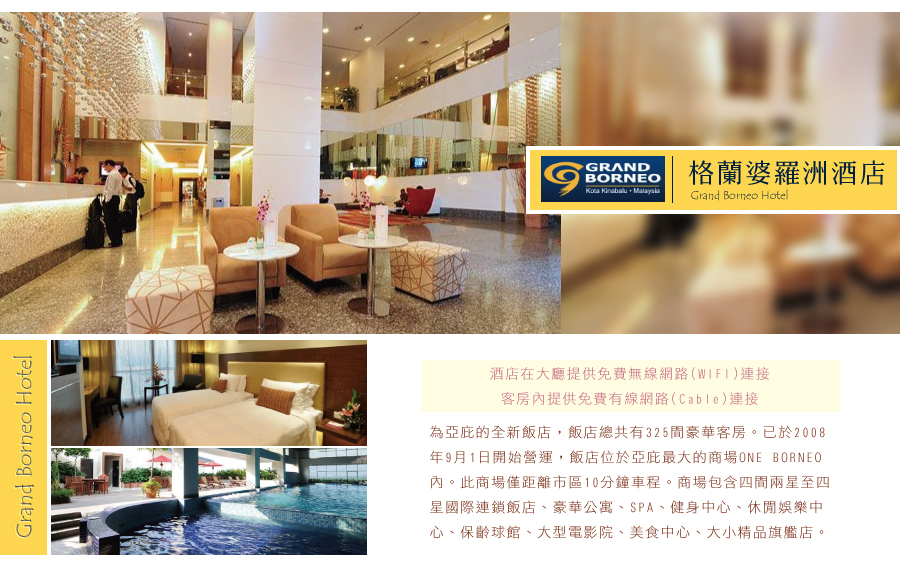 GRAND
BORNEO
Kota Kinabalu • Malaysia
格蘭婆羅洲酒店
Grand Borneo Hotel
Grand Borneo Hotel
酒店在大廳提供免費無線網路(WIFI)連接
客房內提供免費有線網路(Cable)連接
為亞庇的全新飯店，飯店總共有325間豪華客房。已於2008
年9月1日開始營運，飯店位於亞庇最大的商場ONE BORNEO
內。此商場僅距離市區10分鐘車程。商場包含四間兩星至四
星國際連鎖飯店、豪華公寓、SPA、健身中心、休閒娛樂中
心、保齡球館、大型電影院、美食中心、大小精品旗艦店。